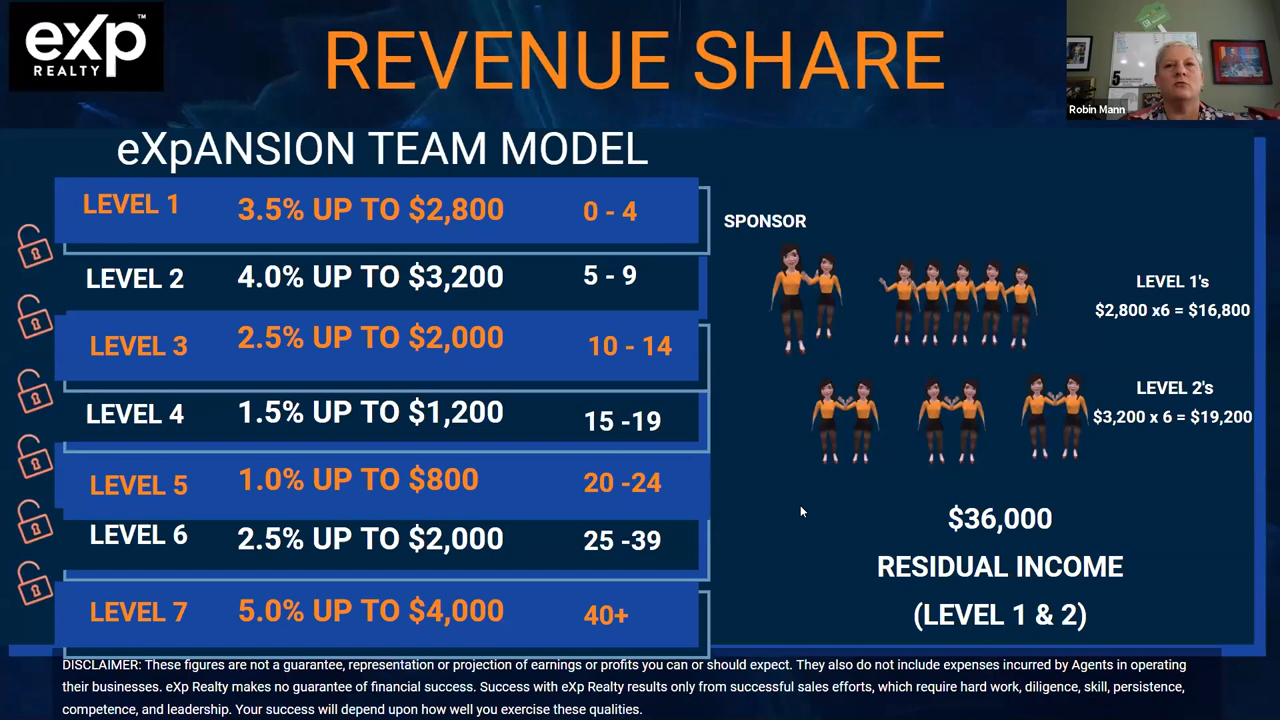 eXp™
REALTY
REVENUE SHARE
Robin Mann
5
eXpANSION TEAM MODEL
LEVEL 1 3.5% UP TO $2,800 0 - 4
LEVEL 2 4.0% UP TO $3,200 5 - 9
LEVEL 3 2.5% UP TO $2,000 10 - 14
LEVEL 4 1.5% UP TO $1,200 15 -19
LEVEL 5 1.0% UP TO $800 20 -24
LEVEL 6 2.5% UP TO $2,000 25 -39
LEVEL 7 5.0% UP TO $4,000 40+
SPONSOR
LEVEL 1's
$2,800 x6 = $16,800
LEVEL 2's
$3,200 x 6 = $19,200
$36,000
RESIDUAL INCOME
(LEVEL 1 & 2)
DISCLAIMER: These figures are not a guarantee, representation or projection of earnings or profits you can or should expect. They also do not include expenses incurred by Agents in operating
their businesses. eXp Realty makes no guarantee of financial success. Success with eXp Realty results only from successful sales efforts, which require hard work, diligence, skill, persistence,
competence, and leadership. Your success will depend upon how well you exercise these qualities.